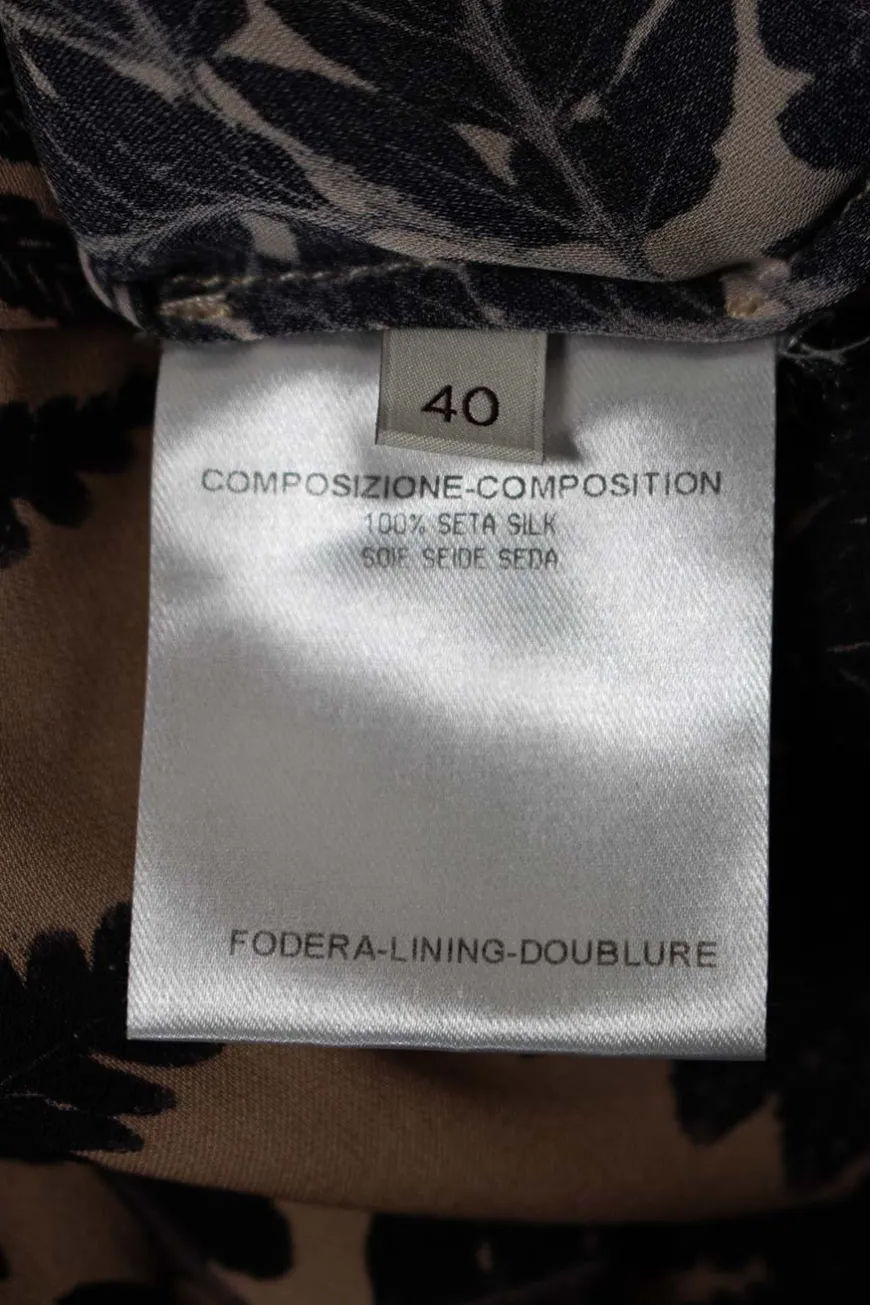 40
COMPOSIZIONE-COMPOSITION
100% SETA SILK
SOIE SEIDE SEDA
FODERA-LINING-DOUBLURE